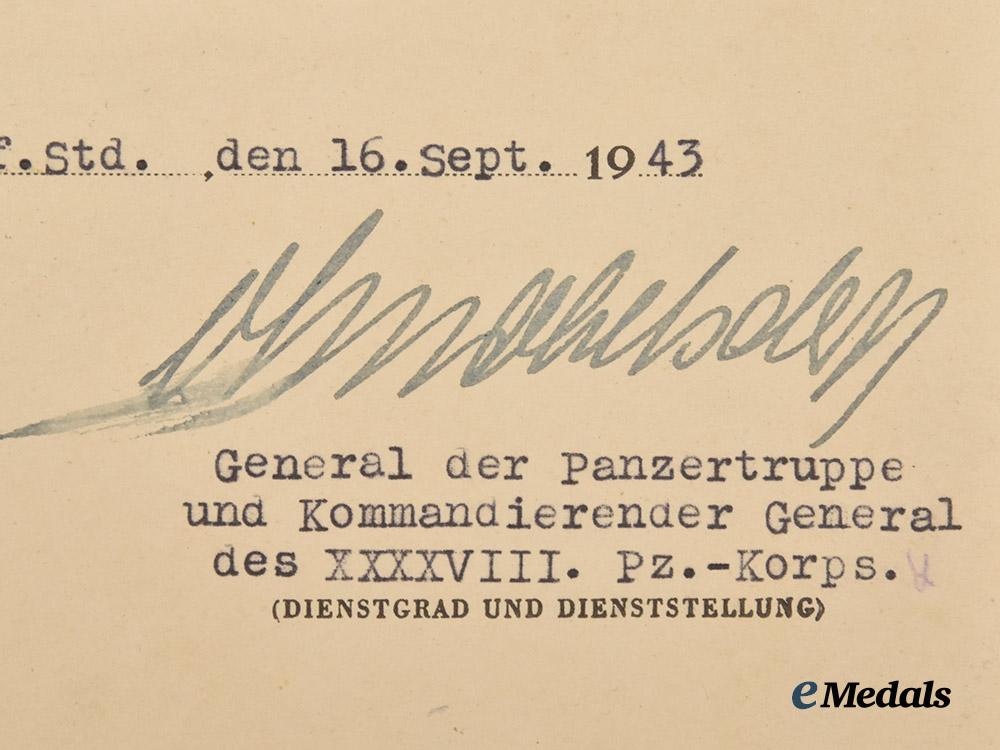 f.Std. ,den 16.Sept. 1943
General der Panzertruppe
und Kommandierender General
des XXXXVIII. Pz.-Korps.
(DIENSTGRAD UND DIENSTSTELLUNG)
eMedals